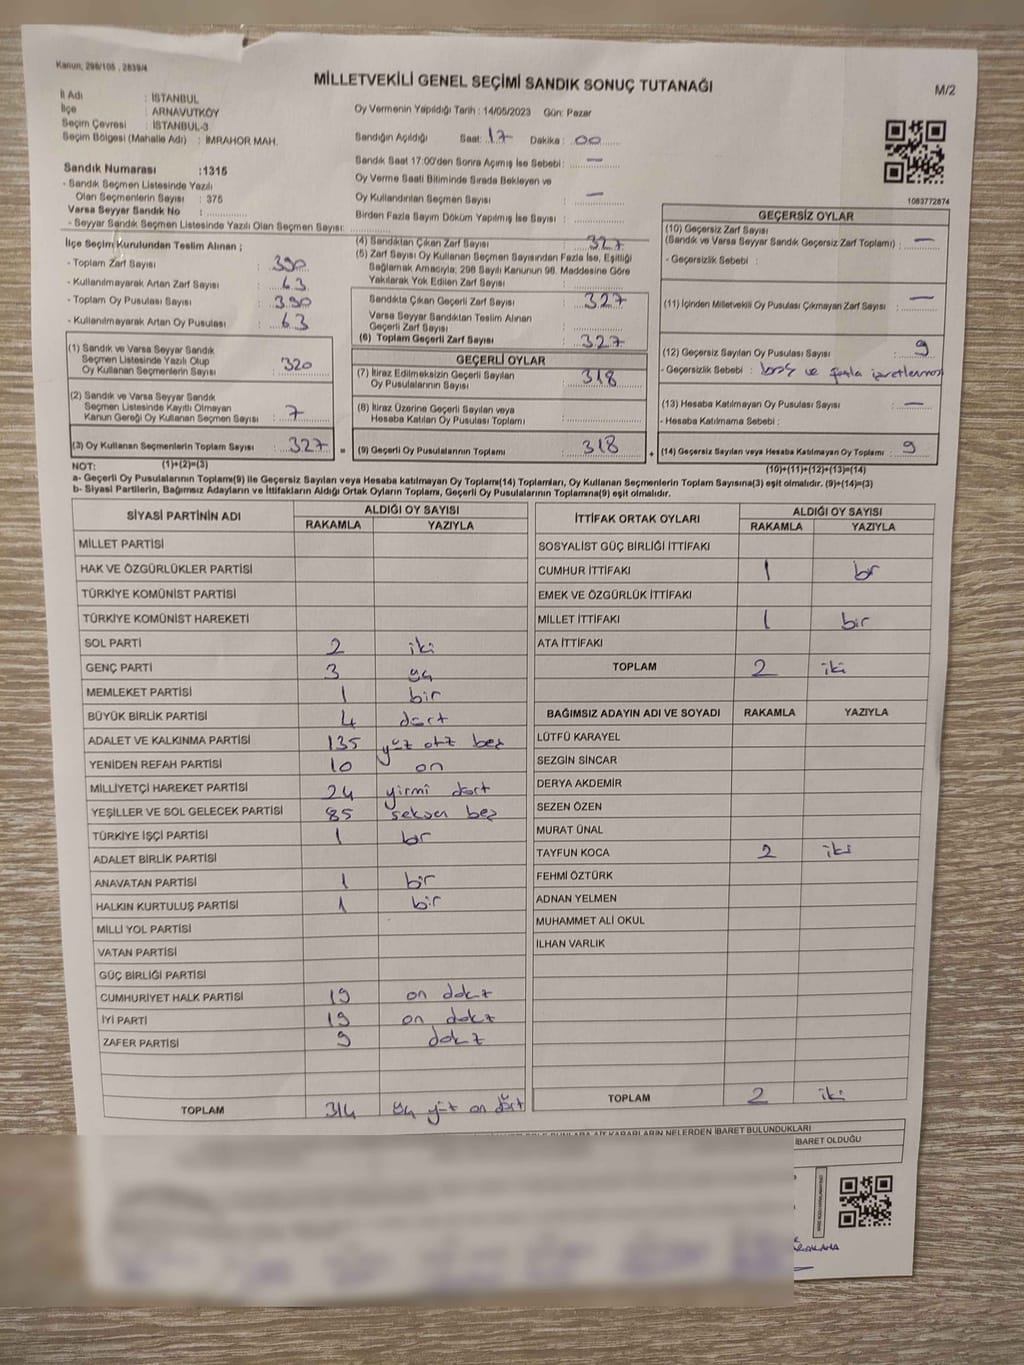 Kanun, 298/105 , 2839/4
MİLLETVEKİLİ GENEL SEÇİMİ SANDIK SONUÇ TUTANAĞI
M/2
İl Adı : İSTANBUL
İlçe : ARNAVUTKÖY
Seçim Çevresi : İSTANBUL-3
Seçim Bölgesi (Mahalle Adı) : İMRAHOR MAH.
Oy Vermenin Yapıldığı Tarih : 14/05/2023 Gün: Pazar
Sandığın Açıldığı Saat: 17 Dakika : 00
Sandık Saat 17:00'den Sonra Açımış İse Sebebi: —
Oy Verme Saati Bitiminde Sırada Bekleyen ve
Oy Kullandırılan Seçmen Sayısı : —
Birden Fazla Sayım Döküm Yapılmış İse Sayısı :
1083772874
Sandık Numarası :1315
- Sandık Seçmen Listesinde Yazılı
Olan Seçmenlerin Sayısı : 375
Varsa Seyyar Sandık No :
- Seyyar Sandık Seçmen Listesinde Yazılı Olan Seçmen Sayısı:
İlçe Seçim Kurulundan Teslim Alınan ;
- Toplam Zarf Sayısı : 390
- Kullanılmayarak Artan Zarf Sayısı : 63
- Toplam Oy Pusulası Sayısı : 390
- Kullanılmayarak Artan Oy Pusulası : 63
(1) Sandık ve Varsa Seyyar Sandık
Seçmen Listesinde Yazılı Olup
Oy Kullanan Seçmenlerin Sayısı : 320
(2) Sandık ve Varsa Seyyar Sandık
Seçmen Listesinde Kayıtlı Olmayan
Kanun Gereği Oy Kullanan Seçmen Sayısı : 7
(3) Oy Kullanan Seçmenlerin Toplam Sayısı : 327 =
(4) Sandıktan Çıkan Zarf Sayısı : 327
(5) Zarf Sayısı Oy Kullanan Seçmen Sayısından Fazla İse, Eşitliği
Sağlamak Amacıyla; 298 Sayılı Kanunun 98. Maddesine Göre
Yakılarak Yok Edilen Zarf Sayısı :
Sandıkta Çıkan Geçerli Zarf Sayısı : 327
Varsa Seyyar Sandıktan Teslim Alınan
Geçerli Zarf Sayısı :
(6) Toplam Geçerli Zarf Sayısı : 327
GEÇERLİ OYLAR
(7) İtiraz Edilmeksizin Geçerli Sayılan
Oy Pusulalarının Sayısı : 318
(8) İtiraz Üzerine Geçerli Sayılan veya
Hesaba Katılan Oy Pusulası Toplamı :
(9) Geçerli Oy Pusulalarının Toplamı : 318 +
GEÇERSİZ OYLAR
(10) Geçersiz Zarf Sayısı
(Sandık ve Varsa Seyyar Sandık Geçersiz Zarf Toplamı) : —
- Geçersizlik Sebebi :
(11) İçinden Milletvekili Oy Pusulası Çıkmayan Zarf Sayısı : —
(12) Geçersiz Sayılan Oy Pusulası Sayısı : 9
- Geçersizlik Sebebi : boş ve fazla
(13) Hesaba Katılmayan Oy Pusulası Sayısı : —
- Hesaba Katılmama Sebebi :
(14) Geçersiz Sayılan veya Hesaba Katılmayan Oy Toplamı : 9
NOT: (1)+(2)=(3)
(10)+(11)+(12)+(13)=(14)
a- Geçerli Oy Pusulalarının Toplamı(9) ile Geçersiz Sayılan veya Hesaba katılmayan Oy Toplamı(14) Toplamları, Oy Kullanan Seçmenlerin Toplam Sayısına(3) eşit olmalıdır. (9)+(14)=(3)
b- Siyasi Partilerin, Bağımsız Adayların ve İttifakların Aldığı Ortak Oyların Toplamı, Geçerli Oy Pusulalarının Toplamına(9) eşit olmalıdır.
SİYASİ PARTİNİN ADI ALDIĞI OY SAYISI
RAKAMLA YAZIYLA
MİLLET PARTİSİ
HAK VE ÖZGÜRLÜKLER PARTİSİ
TÜRKİYE KOMÜNİST PARTİSİ
TÜRKİYE KOMÜNİST HAREKETİ
SOL PARTİ 2 iki
GENÇ PARTİ 3 üç
MEMLEKET PARTİSİ 1 bir
BÜYÜK BİRLİK PARTİSİ 4 dört
ADALET VE KALKINMA PARTİSİ 135 yüz otz beş
YENİDEN REFAH PARTİSİ 10 on
MİLLİYETÇİ HAREKET PARTİSİ 24 yirmi dört
YEŞİLLER VE SOL GELECEK PARTİSİ 85 seksen beş
TÜRKİYE İŞÇİ PARTİSİ 1 bir
ADALET BİRLİK PARTİSİ
ANAVATAN PARTİSİ 1 bir
HALKIN KURTULUŞ PARTİSİ 1 bir
MİLLİ YOL PARTİSİ
VATAN PARTİSİ
GÜÇ BİRLİĞİ PARTİSİ
CUMHURİYET HALK PARTİSİ 19 on dokz
İYİ PARTİ 19 on dokz
ZAFER PARTİSİ 9 dokz
TOPLAM 314 üç yüz on dört
İTTİFAK ORTAK OYLARI ALDIĞI OY SAYISI
RAKAMLA YAZIYLA
SOSYALİST GÜÇ BİRLİĞİ İTTİFAKI
CUMHUR İTTİFAKI 1 bir
EMEK VE ÖZGÜRLÜK İTTİFAKI
MİLLET İTTİFAKI 1 bir
ATA İTTİFAKI
TOPLAM 2 iki
BAĞIMSIZ ADAYIN ADI VE SOYADI RAKAMLA YAZIYLA
LÜTFÜ KARAYEL
SEZGİN SİNCAR
DERYA AKDEMİR
SEZEN ÖZEN
MURAT ÜNAL
TAYFUN KOCA 2 iki
FEHMİ ÖZTÜRK
ADNAN YELMEN
MUHAMMET ALİ OKUL
İLHAN VARLIK
TOPLAM 2 iki
KARARLARIN NELERDEN İBARET BULUNDUKLARI
İBARET OLDUĞU